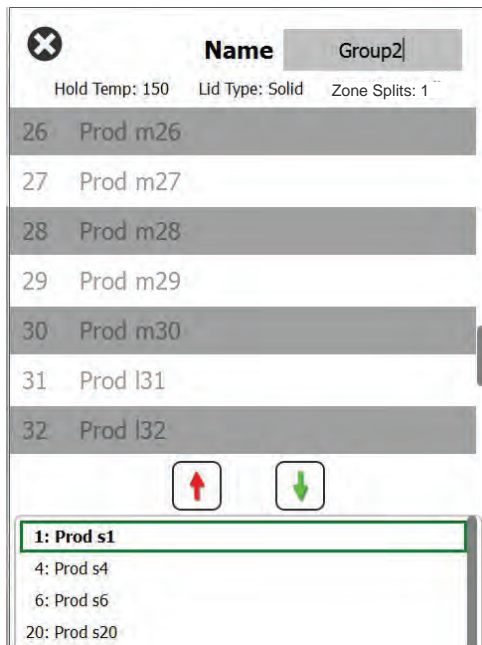 Name Group2
Hold Temp: 150 Lid Type: Solid Zone Splits: 1
26 Prod m26
27 Prod m27
28 Prod m28
29 Prod m29
30 Prod m30
31 Prod l31
32 Prod l32
1: Prod s1
4: Prod s4
6: Prod s6
20: Prod s20